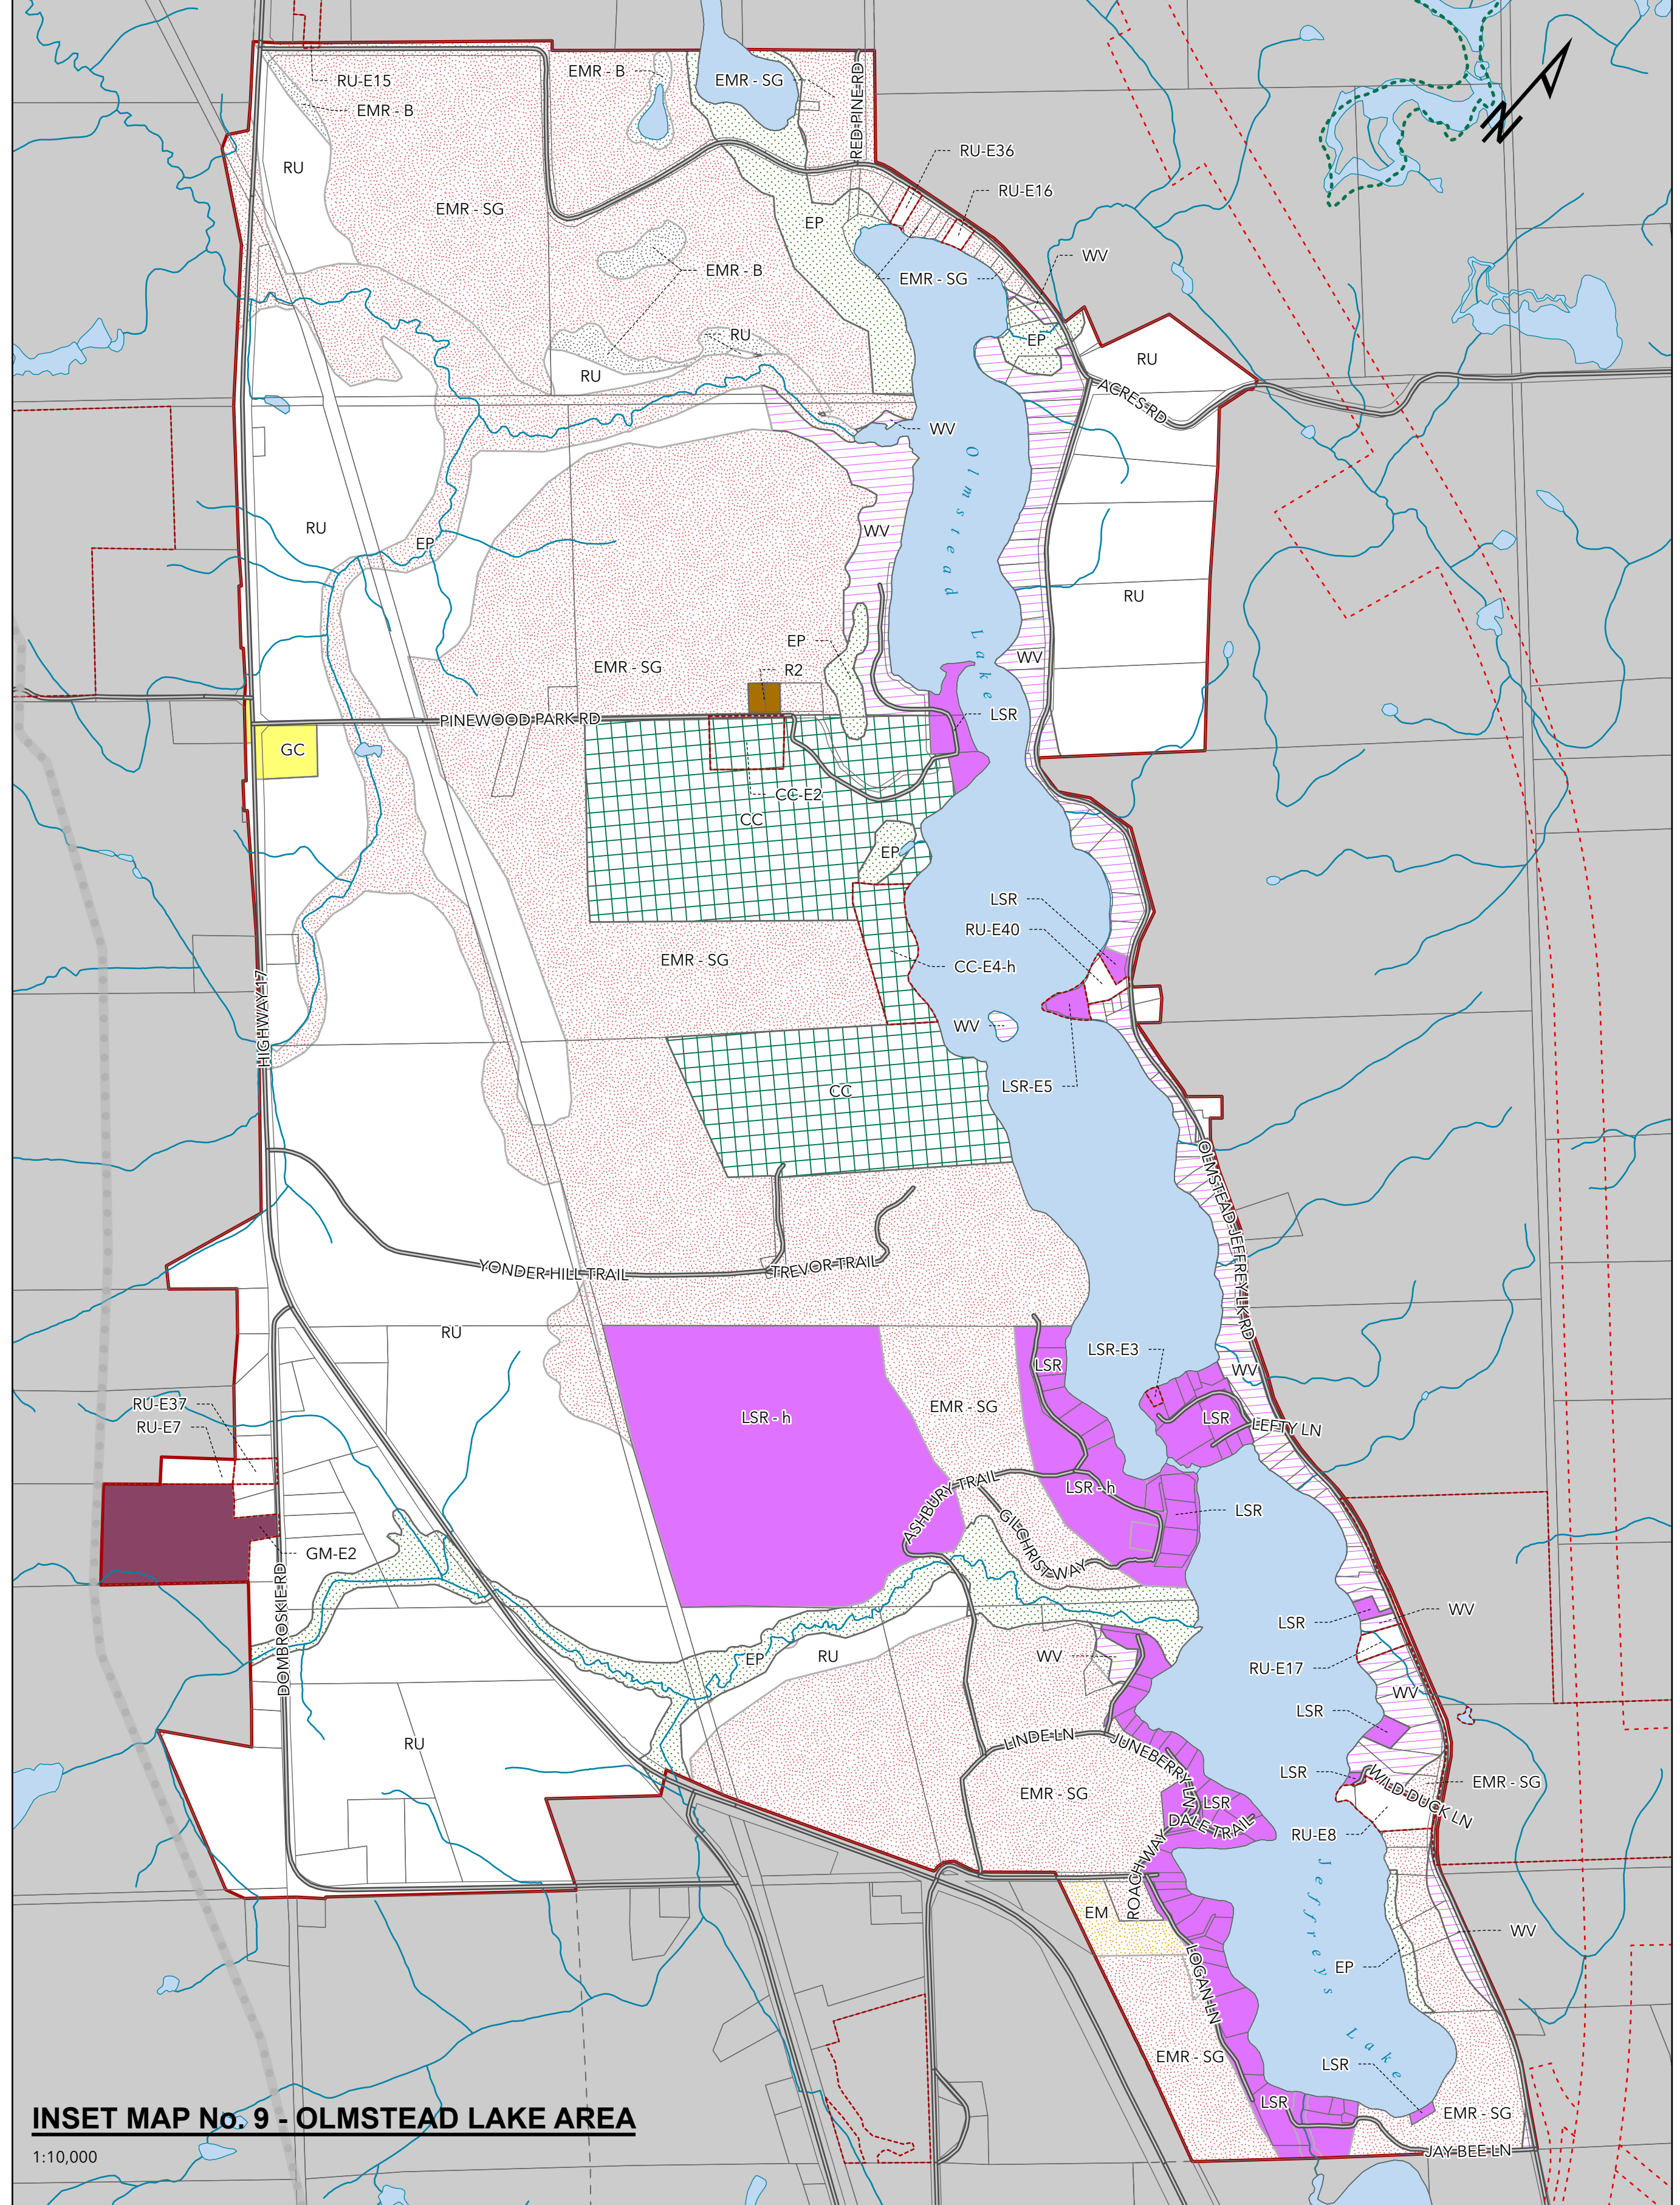 RU-E15
EMR - B
EMR - B
EMR - SG
RED PINE RD
N
RU
EMR - SG
RU-E36
RU-E16
EP
WV
EMR - B
EMR - SG
RU
EP
RU
RU
ACRES RD
WV
Olmstead Lake
RU
EP
WV
RU
EP
WV
EMR - SG
R2
PINEWOOD PARK RD
LSR
GC
CC-E2
CC
EP
LSR
RU-E40
EMR - SG
CC-E4-h
HIGHWAY 17
WV
LSR-E5
CC
OLMSTEAD-JEFFREY LK RD
YONDER HILL TRAIL
TREVOR TRAIL
RU
LSR-E3
LSR
WV
RU-E37
RU-E7
LSR - h
EMR - SG
LSR
LEFTY LN
ASHBURY TRAIL
LSR - h
LSR
GILCHRIST WAY
GM-E2
DOMBROSKIE RD
LSR
WV
EP
RU
WV
RU-E17
WV
LSR
RU
LINDE LN
JUNEBERRY LN
LSR
WILD DUCK LN
EMR - SG
EMR - SG
LSR
DALE TRAIL
RU-E8
ROACH WAY
Jeffreys Lake
EM
WV
LOGAN LN
EP
EMR - SG
LSR
LSR
EMR - SG
JAY BEE LN
INSET MAP No. 9 - OLMSTEAD LAKE AREA
1:10,000